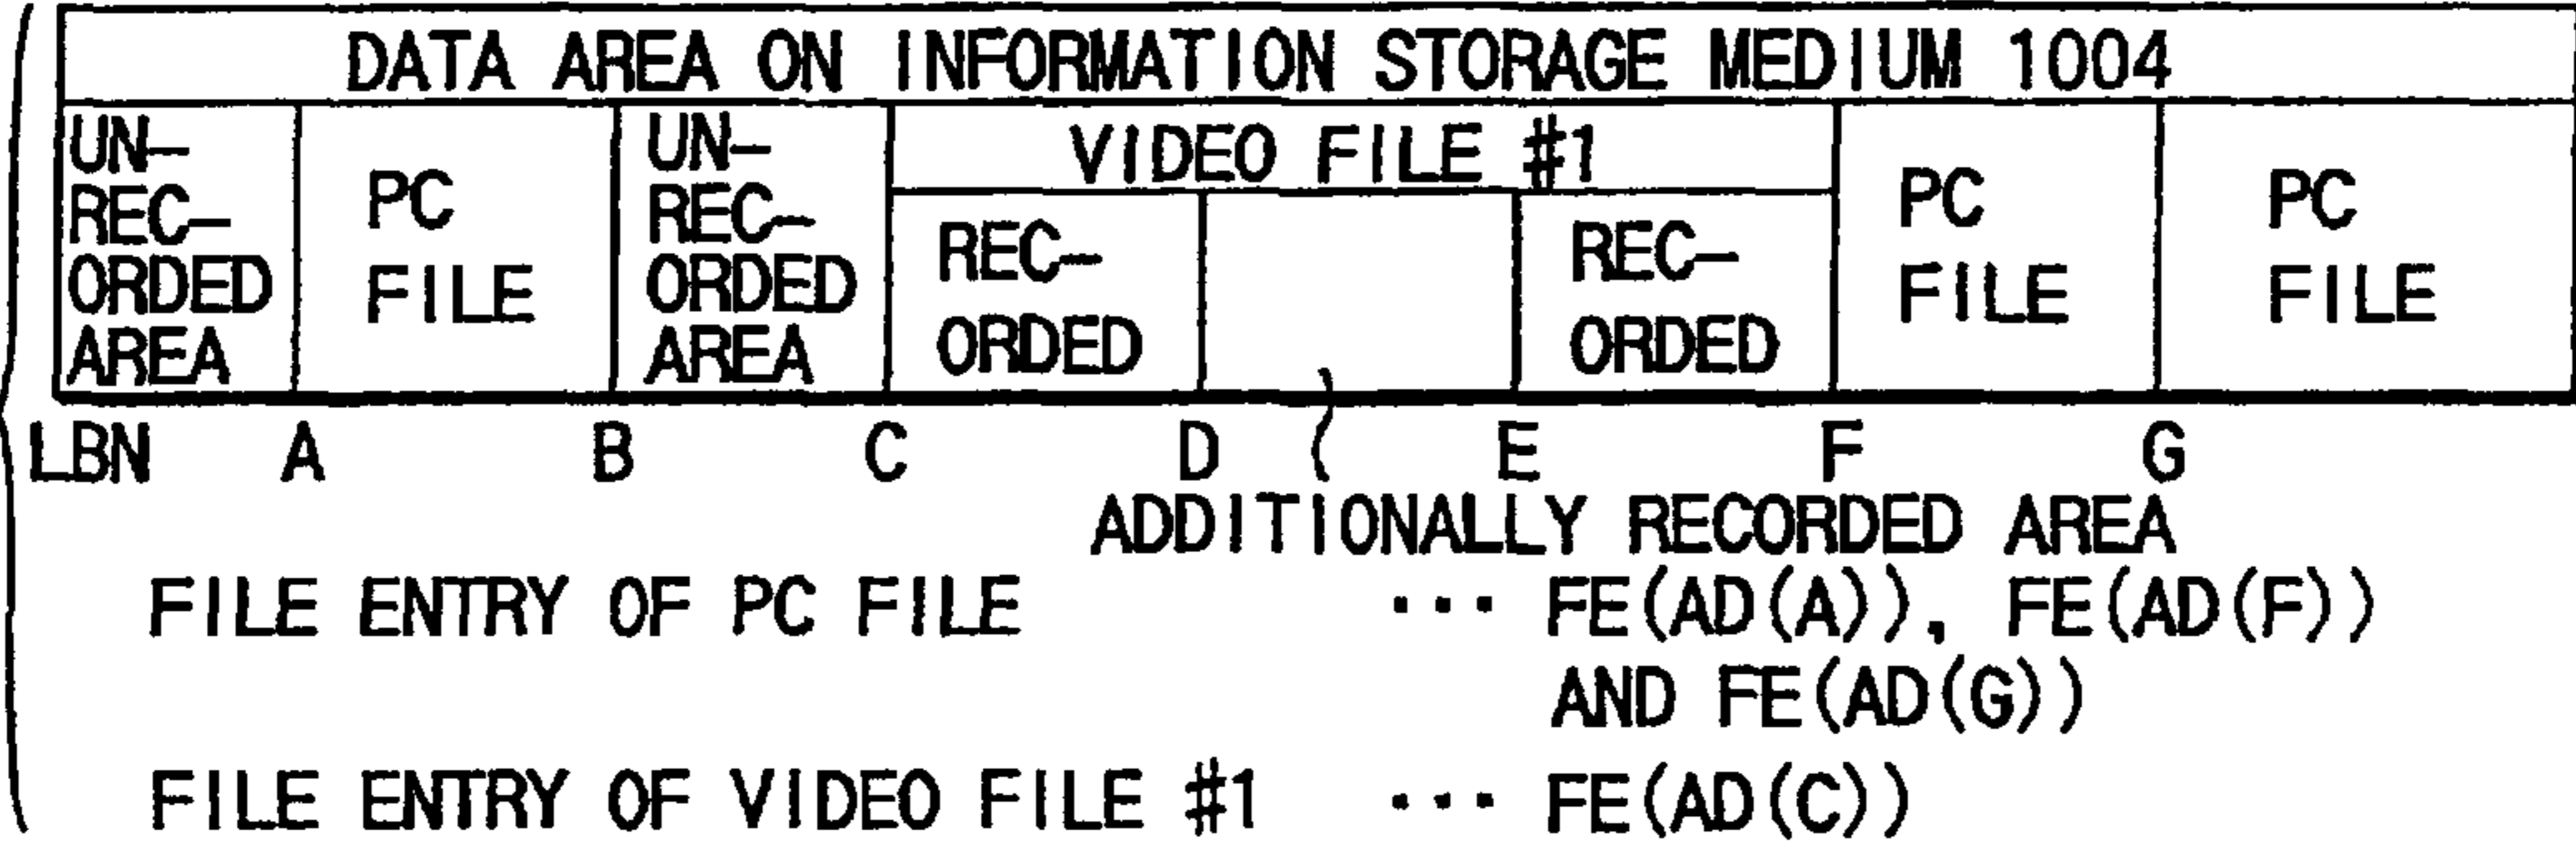 DATA AREA ON INFORMATION STORAGE MEDIUM 1004
UN-
REC-
ORDED
AREA
PC
FILE
UN-
REC-
ORDED
AREA
VIDEO FILE #1
REC-
ORDED
REC-
ORDED
PC
FILE
PC
FILE
LBN A B C D E F G
ADDITIONALLY RECORDED AREA
FILE ENTRY OF PC FILE ··· FE(AD(A)), FE(AD(F))
AND FE(AD(G))
FILE ENTRY OF VIDEO FILE #1 ··· FE(AD(C))